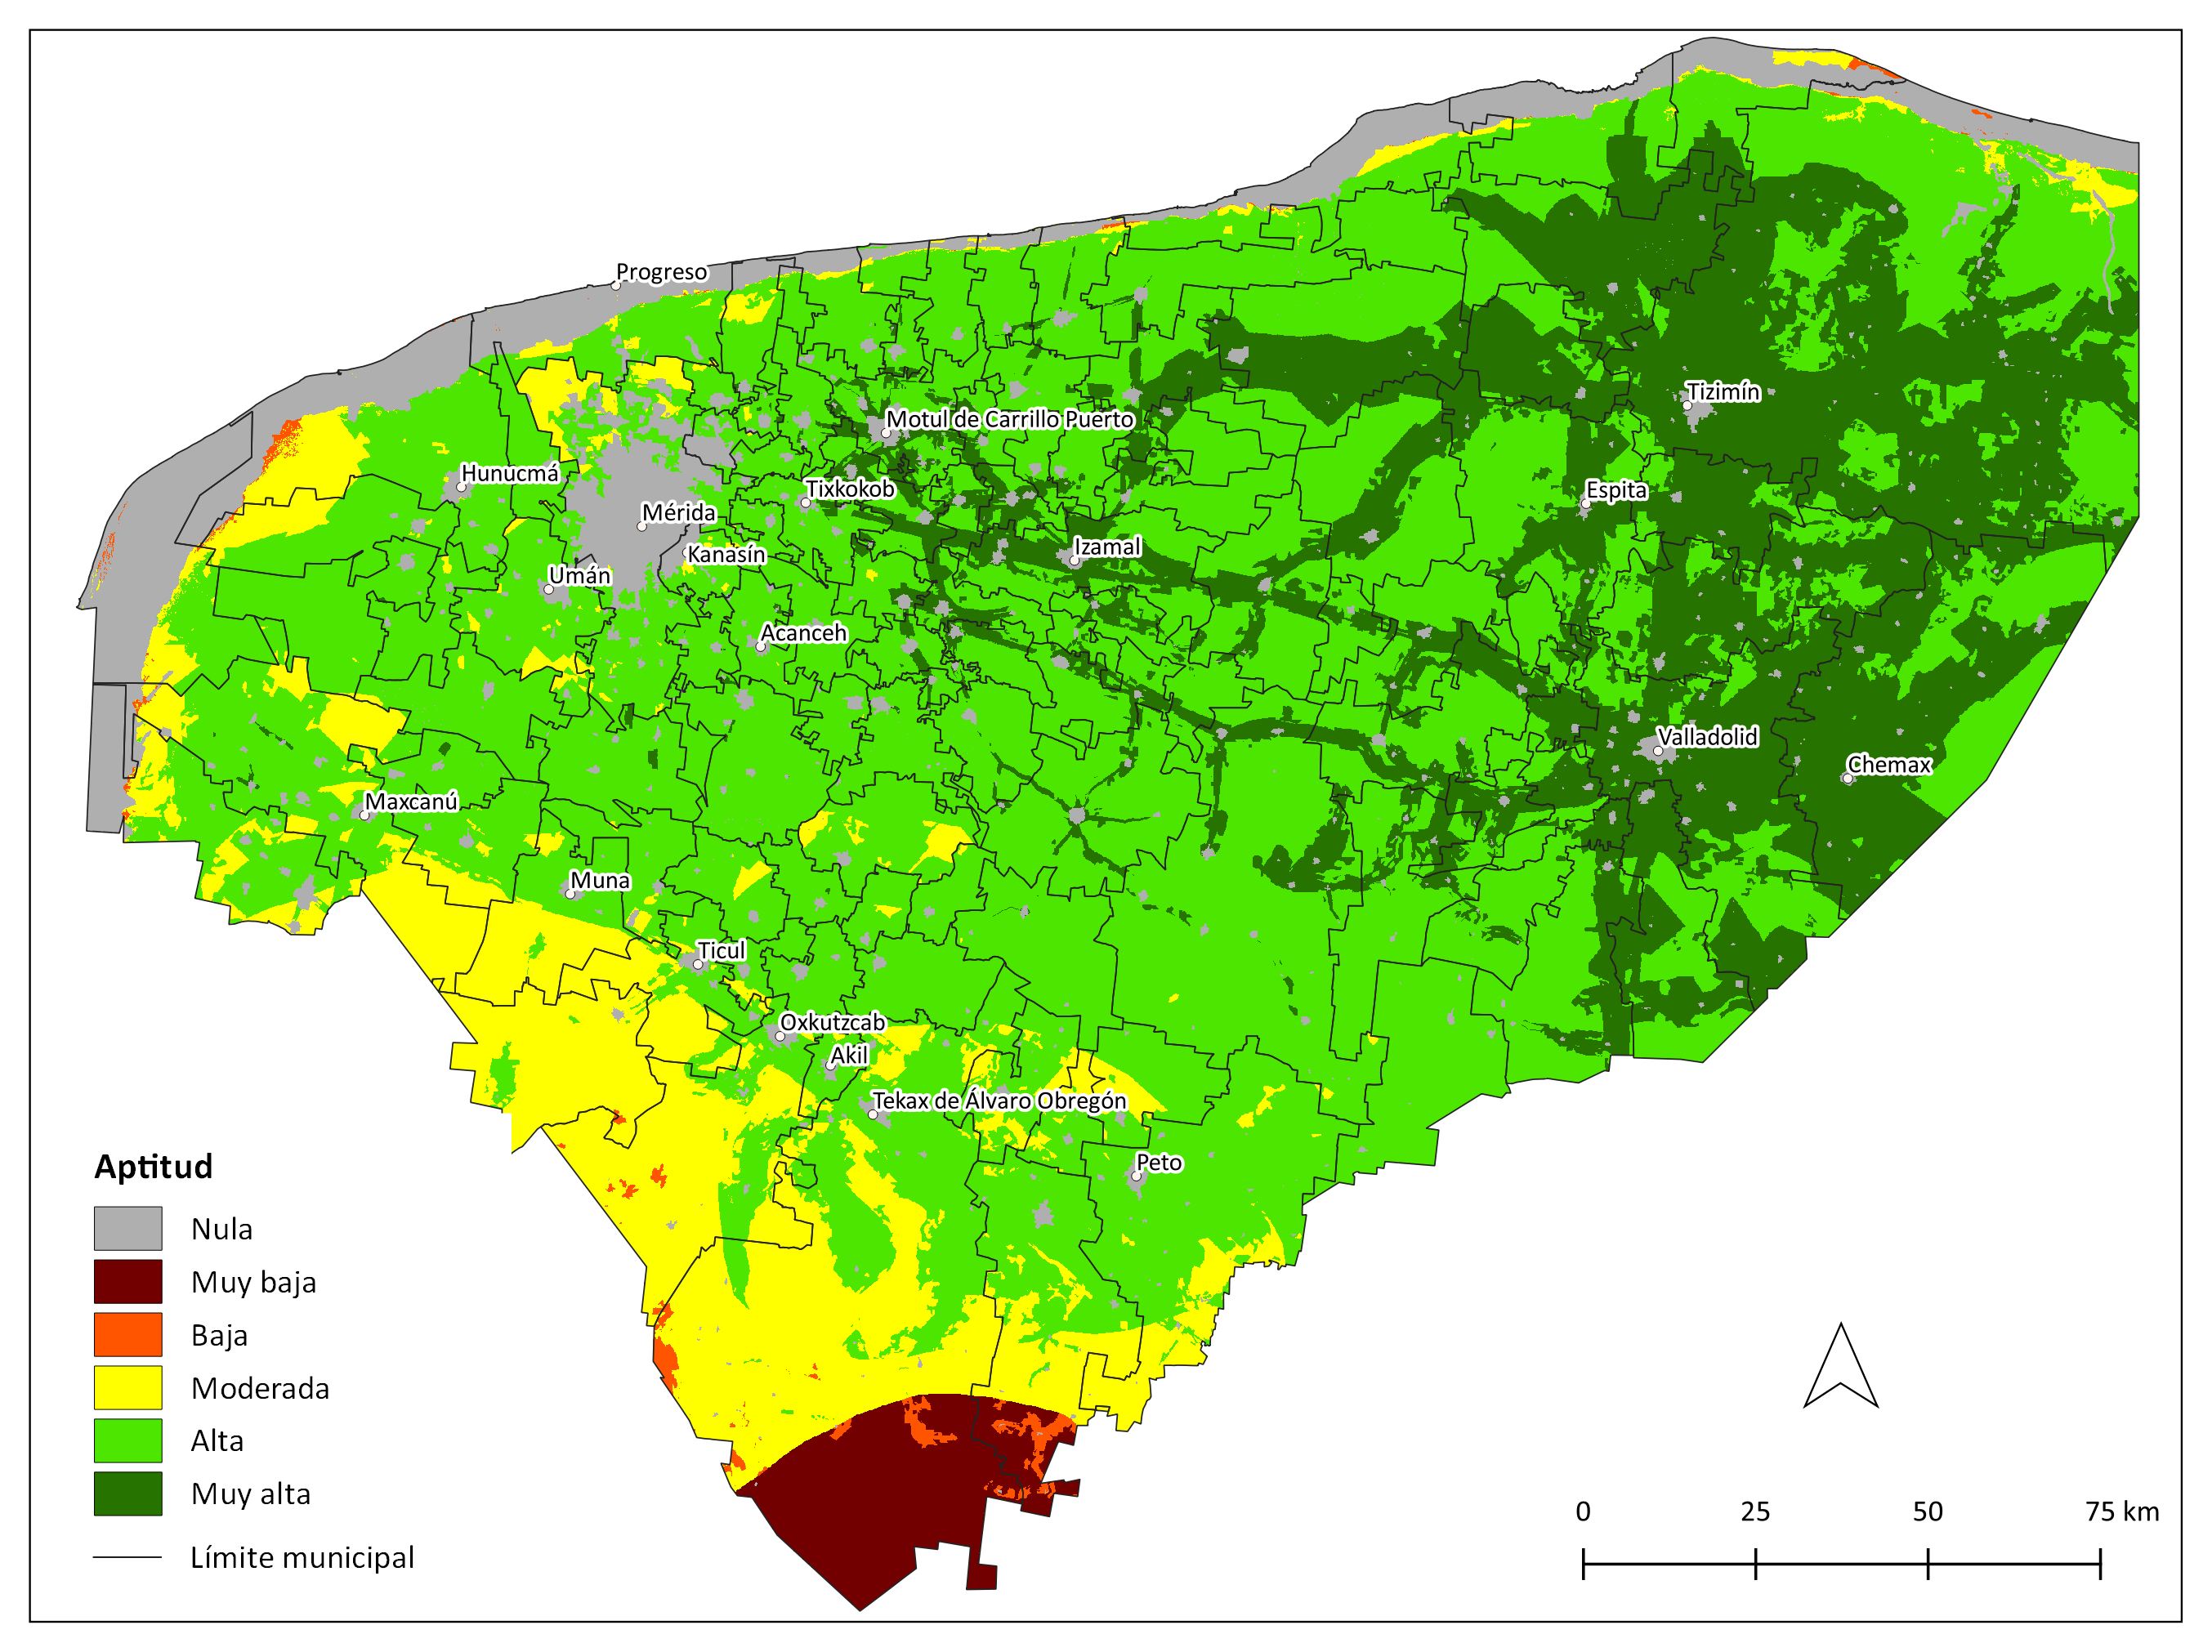 Progreso
Tizimín
Motul de Carrillo Puerto
Hunucmá
Tixkokob
Espita
Mérida
Izamal
Kanasín
Umán
Acanceh
Valladolid
Chemax
Maxcanú
Muna
Ticul
Oxkutzcab
Akil
Tekax de Álvaro Obregón
Peto
Aptitud
Nula
Muy baja
Baja
Moderada
Alta
Muy alta
Límite municipal
0 25 50 75 km